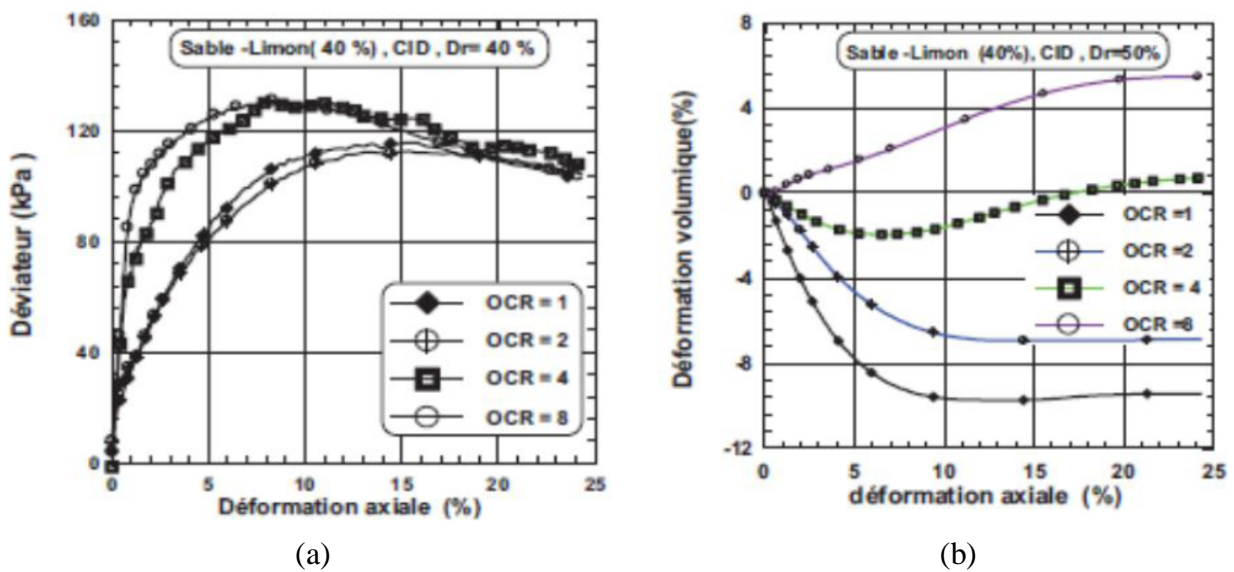 160
120
80
40
0
Déviateur (kPa )
Sable -Limon( 40 %) , CID , Dr= 40 %
OCR = 1
OCR = 2
OCR = 4
OCR = 8
0 5 10 15 20 25
Déformation axiale (%)
(a)
8
4
0
-4
-8
-12
Déformation volumique(%)
Sable -Limon (40%), CID , Dr=50%
OCR =1
OCR =2
OCR = 4
OCR =8
0 5 10 15 20 25
déformation axiale (%)
(b)